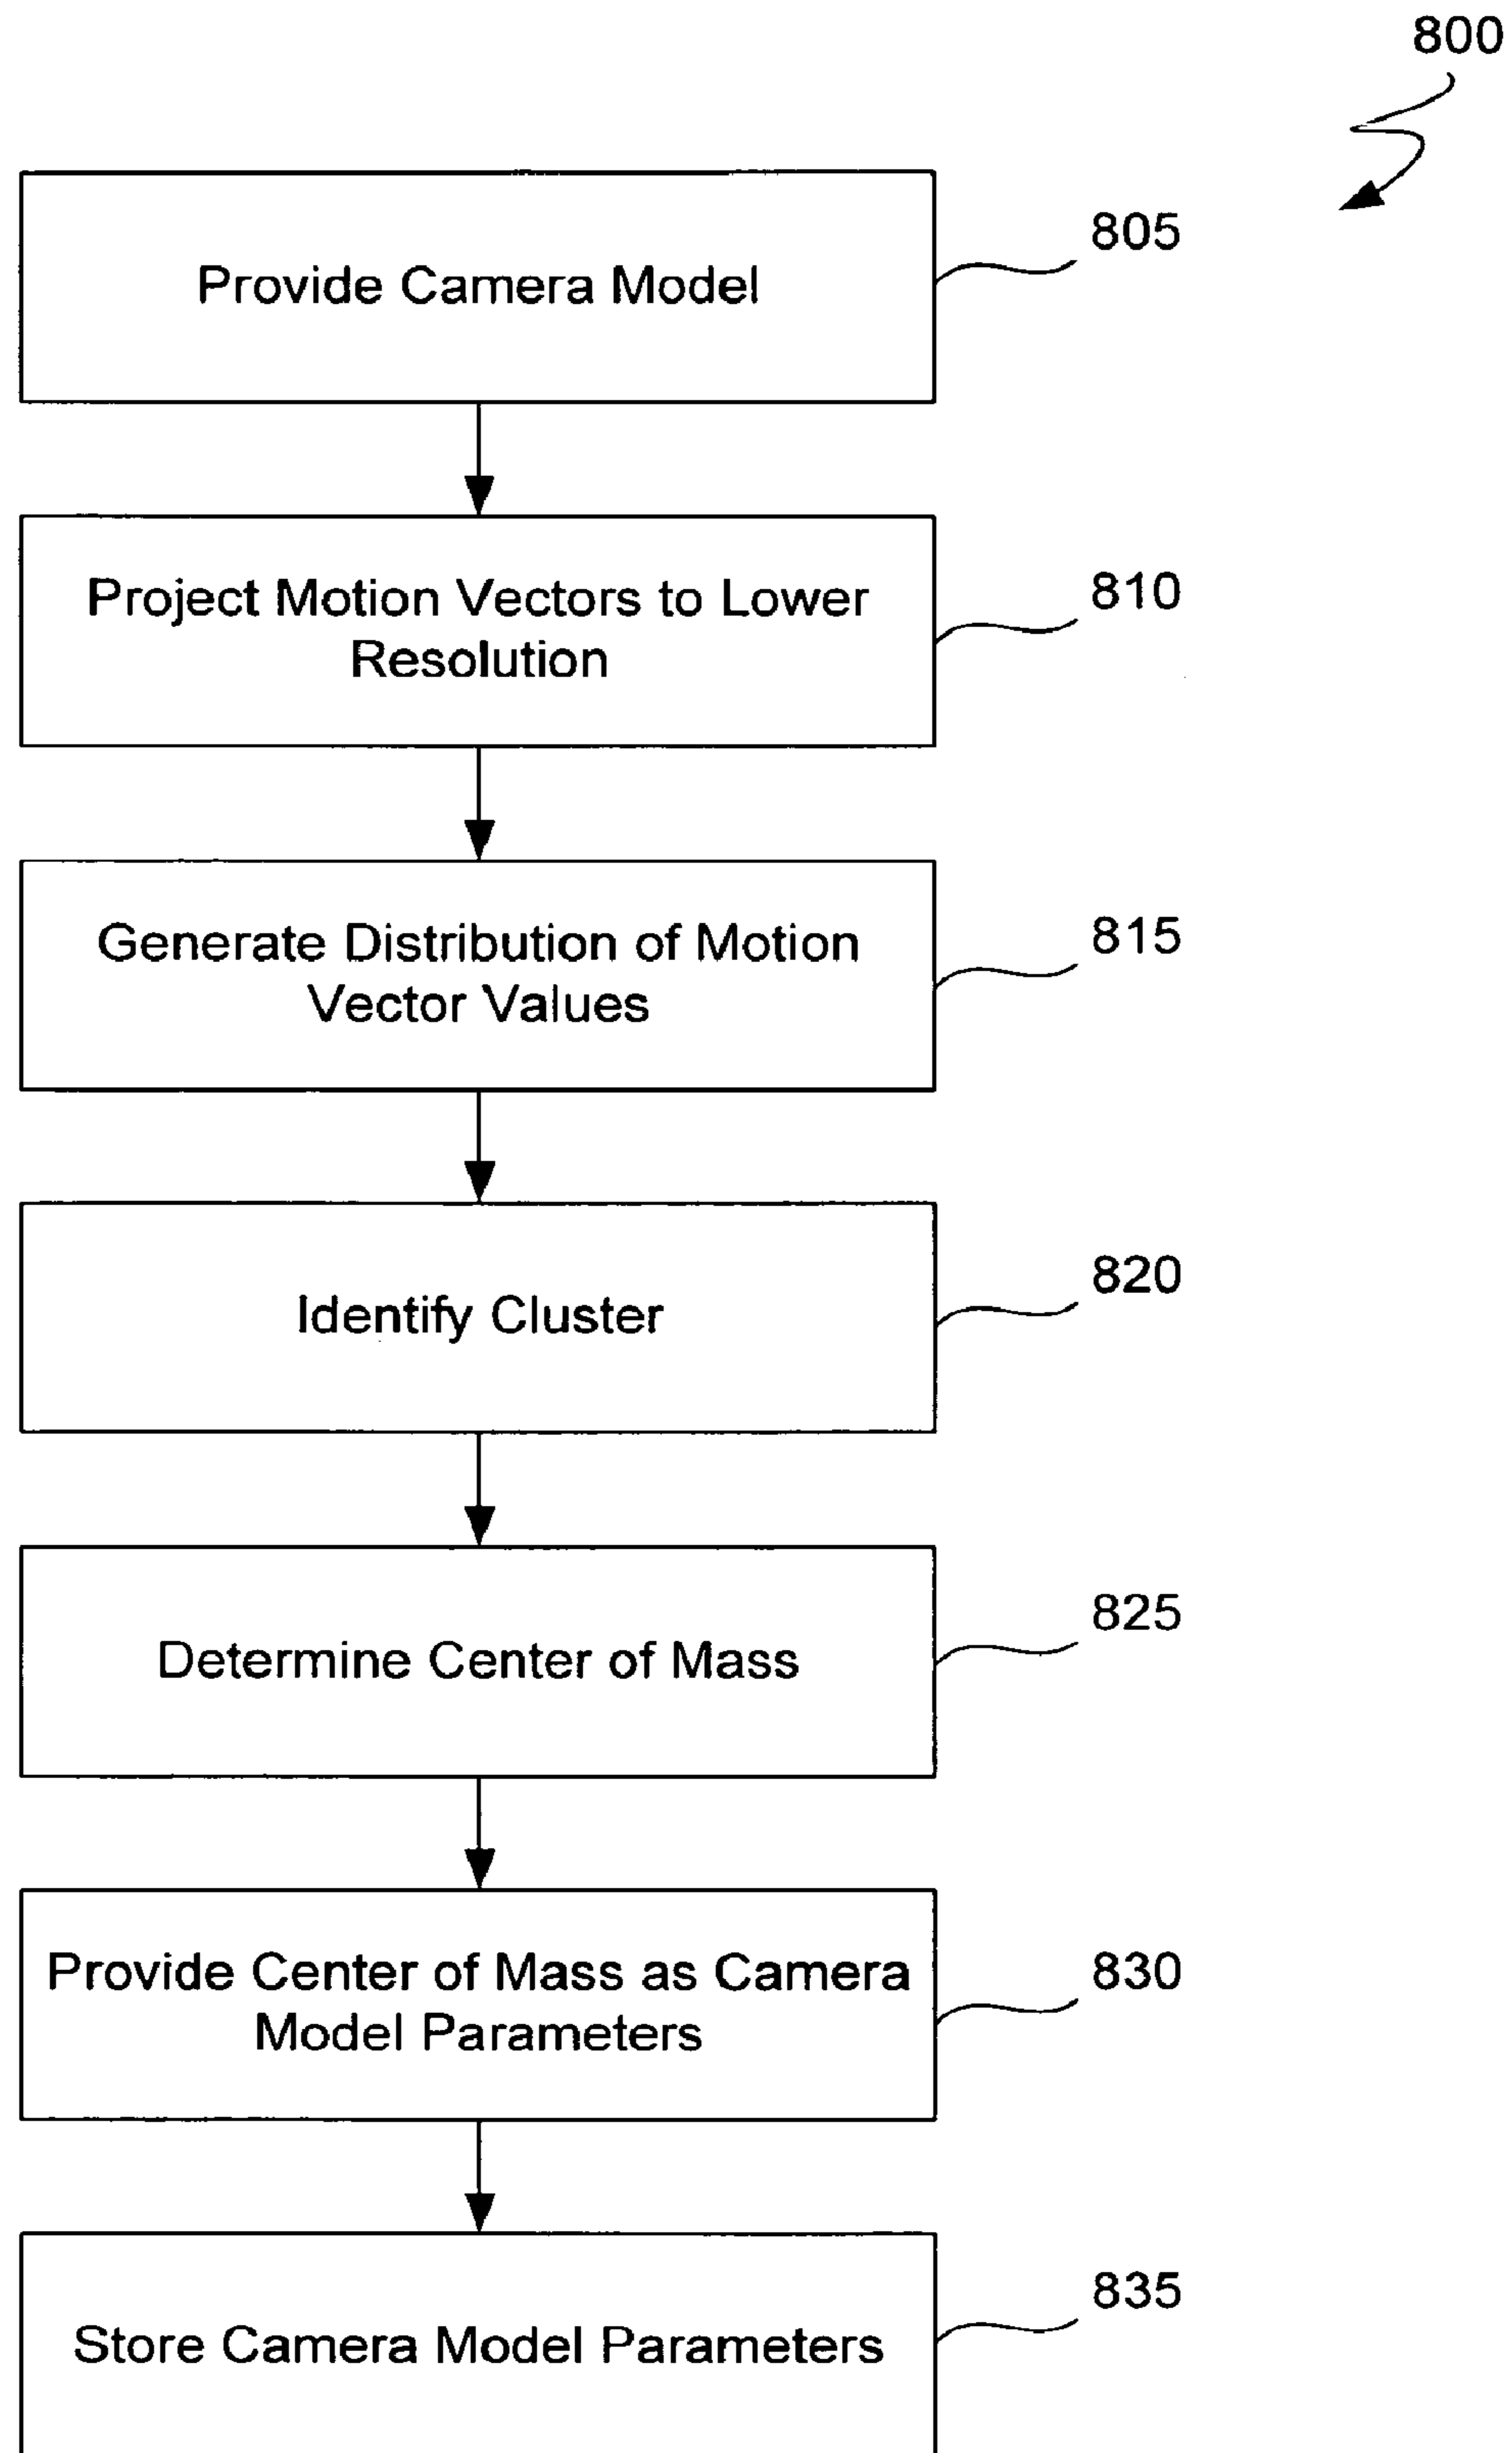 800
Provide Camera Model
805
Project Motion Vectors to Lower
Resolution
810
Generate Distribution of Motion
Vector Values
815
Identify Cluster
820
Determine Center of Mass
825
Provide Center of Mass as Camera
Model Parameters
830
Store Camera Model Parameters
835